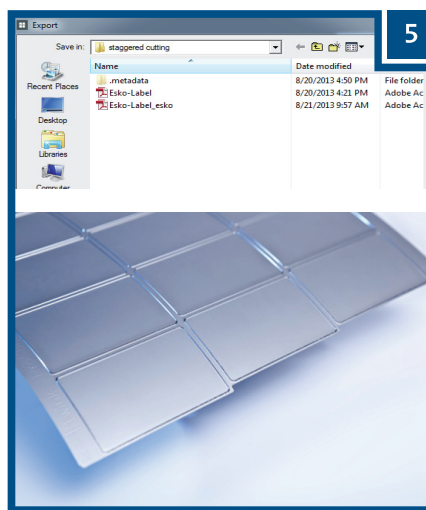 Export
5
Save in: staggered cutting
Name Date modified
.metadata 8/20/2013 4:50 PM File folder
Esko-Label 8/20/2013 4:21 PM Adobe Ac
Esko-Label_esko 8/21/2013 9:57 AM Adobe Ac
Recent Places
Desktop
Libraries
Computer